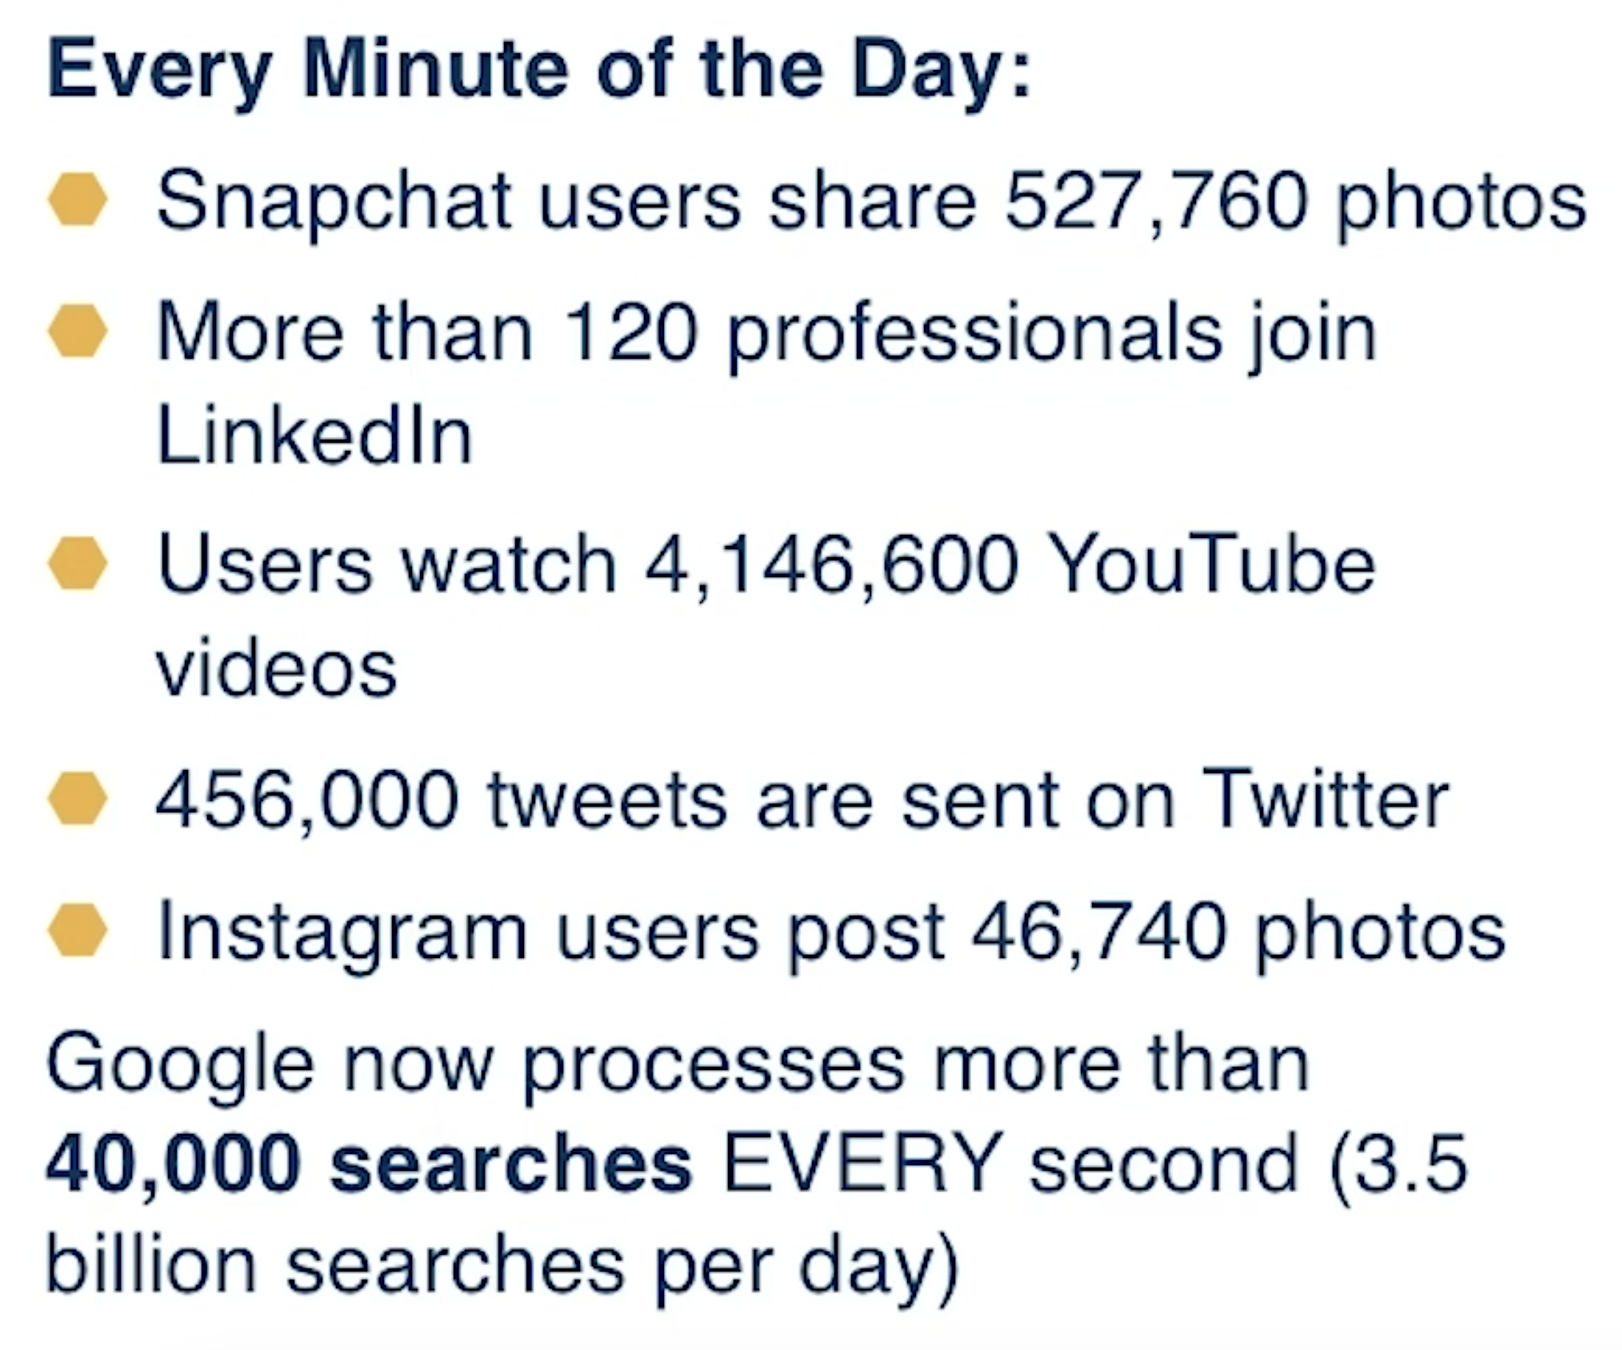 Every Minute of the Day:
Snapchat users share 527,760 photos
More than 120 professionals join
LinkedIn
Users watch 4,146,600 YouTube
videos
456,000 tweets are sent on Twitter
Instagram users post 46,740 photos
Google now processes more than
40,000 searches EVERY second (3.5
billion searches per day)